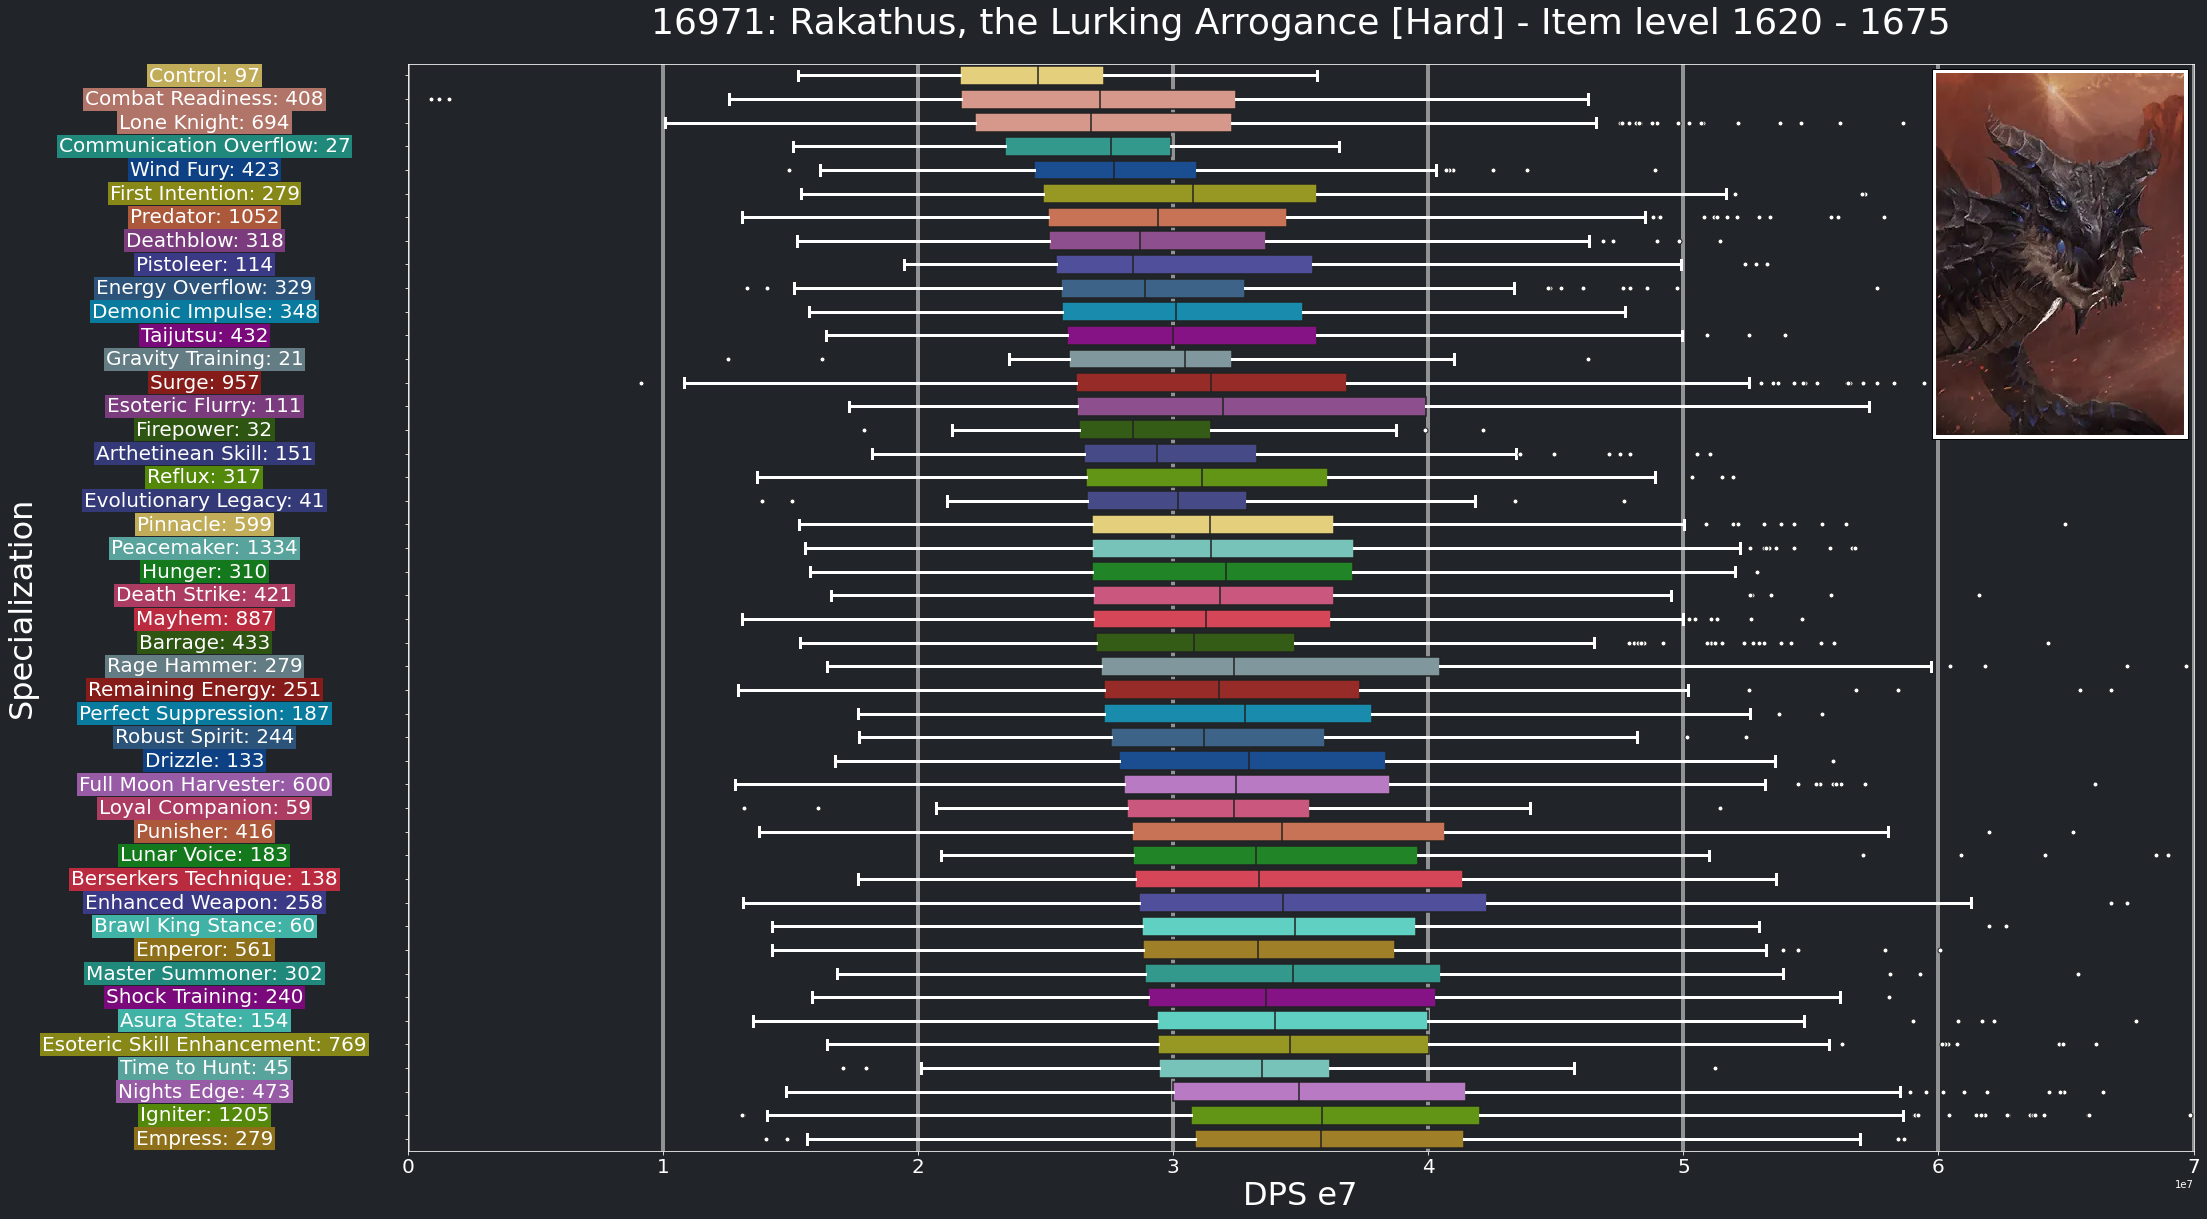 16971: Rakathus, the Lurking Arrogance [Hard] - Item level 1620 - 1675
Specialization
Control: 97
Combat Readiness: 408
Lone Knight: 694
Communication Overflow: 27
Wind Fury: 423
First Intention: 279
Predator: 1052
Deathblow: 318
Pistoleer: 114
Energy Overflow: 329
Demonic Impulse: 348
Taijutsu: 432
Gravity Training: 21
Surge: 957
Esoteric Flurry: 111
Firepower: 32
Arthetinean Skill: 151
Reflux: 317
Evolutionary Legacy: 41
Pinnacle: 599
Peacemaker: 1334
Hunger: 310
Death Strike: 421
Mayhem: 887
Barrage: 433
Rage Hammer: 279
Remaining Energy: 251
Perfect Suppression: 187
Robust Spirit: 244
Drizzle: 133
Full Moon Harvester: 600
Loyal Companion: 59
Punisher: 416
Lunar Voice: 183
Berserkers Technique: 138
Enhanced Weapon: 258
Brawl King Stance: 60
Emperor: 561
Master Summoner: 302
Shock Training: 240
Asura State: 154
Esoteric Skill Enhancement: 769
Time to Hunt: 45
Nights Edge: 473
Igniter: 1205
Empress: 279
0 1 2 3 4 5 6 7
1e7
DPS e7